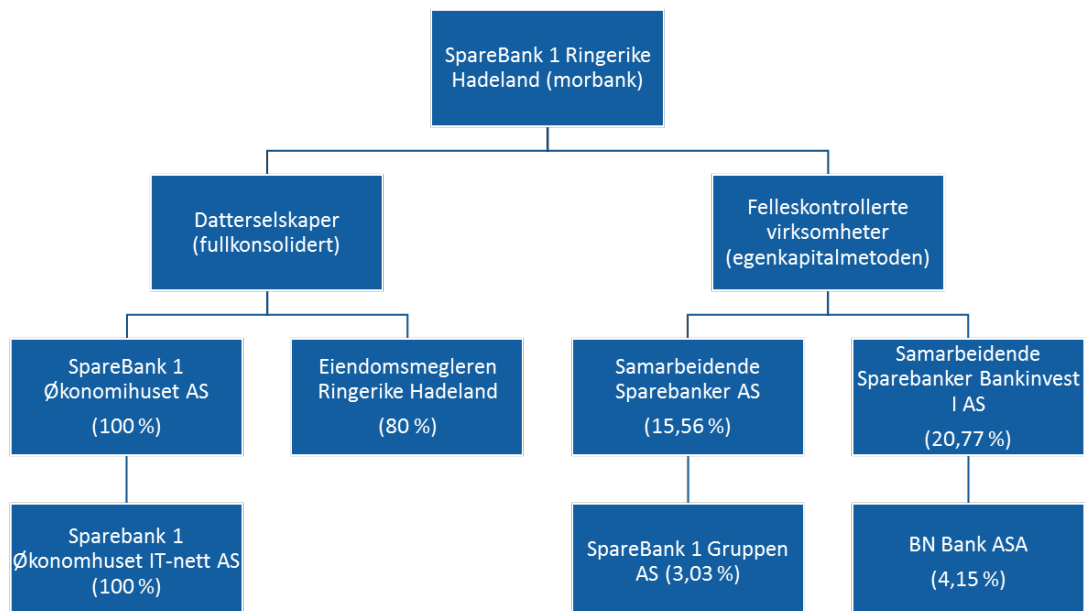 SpareBank 1 Ringerike
Hadeland (morbank)
Datterselskaper
(fullkonsolidert)
Felleskontrollerte
virksomheter
(egenkapitalmetoden)
SpareBank 1
Økonomihuset AS
(100 %)
Eiendomsmegleren
Ringerike Hadeland
(80 %)
Samarbeidende
Sparebanker AS
(15,56 %)
Samarbeidende
Sparebanker Bankinvest
I AS
(20,77 %)
Sparebank 1
Økonomhuset IT-nett AS
(100 %)
SpareBank 1 Gruppen
AS (3,03 %)
BN Bank ASA
(4,15 %)